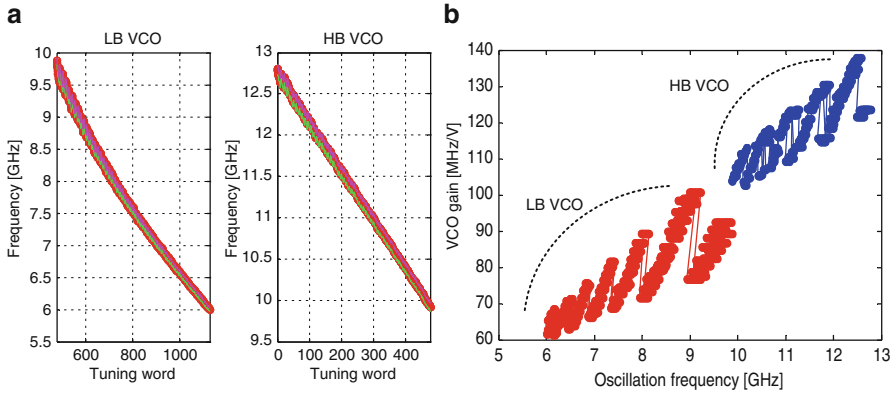 a
LB VCO
10
9.5
9
8.5
8
7.5
7
6.5
6
5.5
Frequency [GHz]
600 800 1000
Tuning word
HB VCO
13
12.5
12
11.5
11
10.5
10
9.5
Frequency [GHz]
0 100 200 300 400
Tuning word
b
140
130
120
110
100
90
80
70
60
VCO gain [MHz/V]
HB VCO
LB VCO
5 6 7 8 9 10 11 12 13
Oscillation frequency [GHz]